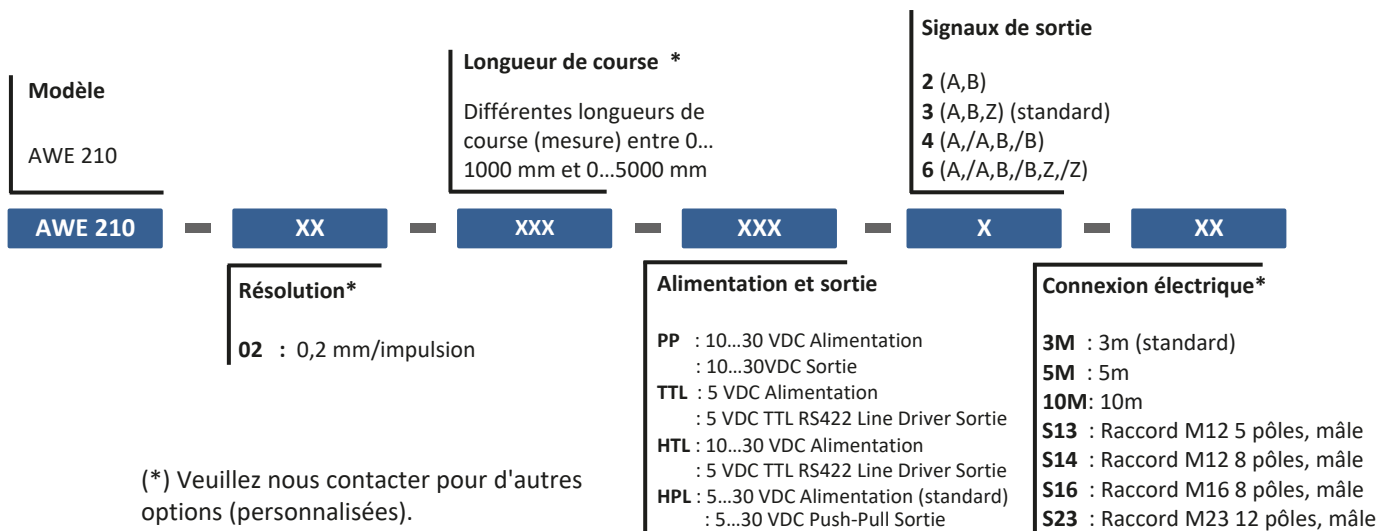 Modèle
AWE 210
Longueur de course *
Différentes longueurs de
course (mesure) entre 0...
1000 mm et 0...5000 mm
Signaux de sortie
2 (A,B)
3 (A,B,Z) (standard)
4 (A,/A,B,/B)
6 (A,/A,B,/B,Z,/Z)
AWE 210 - XX - XXX - XXX - X - XX
Résolution*
02 : 0,2 mm/impulsion
Alimentation et sortie
PP : 10...30 VDC Alimentation
: 10...30VDC Sortie
TTL : 5 VDC Alimentation
: 5 VDC TTL RS422 Line Driver Sortie
HTL : 10...30 VDC Alimentation
: 5 VDC TTL RS422 Line Driver Sortie
HPL : 5...30 VDC Alimentation (standard)
: 5...30 VDC Push-Pull Sortie
Connexion électrique*
3M : 3m (standard)
5M : 5m
10M: 10m
S13 : Raccord M12 5 pôles, mâle
S14 : Raccord M12 8 pôles, mâle
S16 : Raccord M16 8 pôles, mâle
S23 : Raccord M23 12 pôles, mâle
(*) Veuillez nous contacter pour d'autres
options (personnalisées).